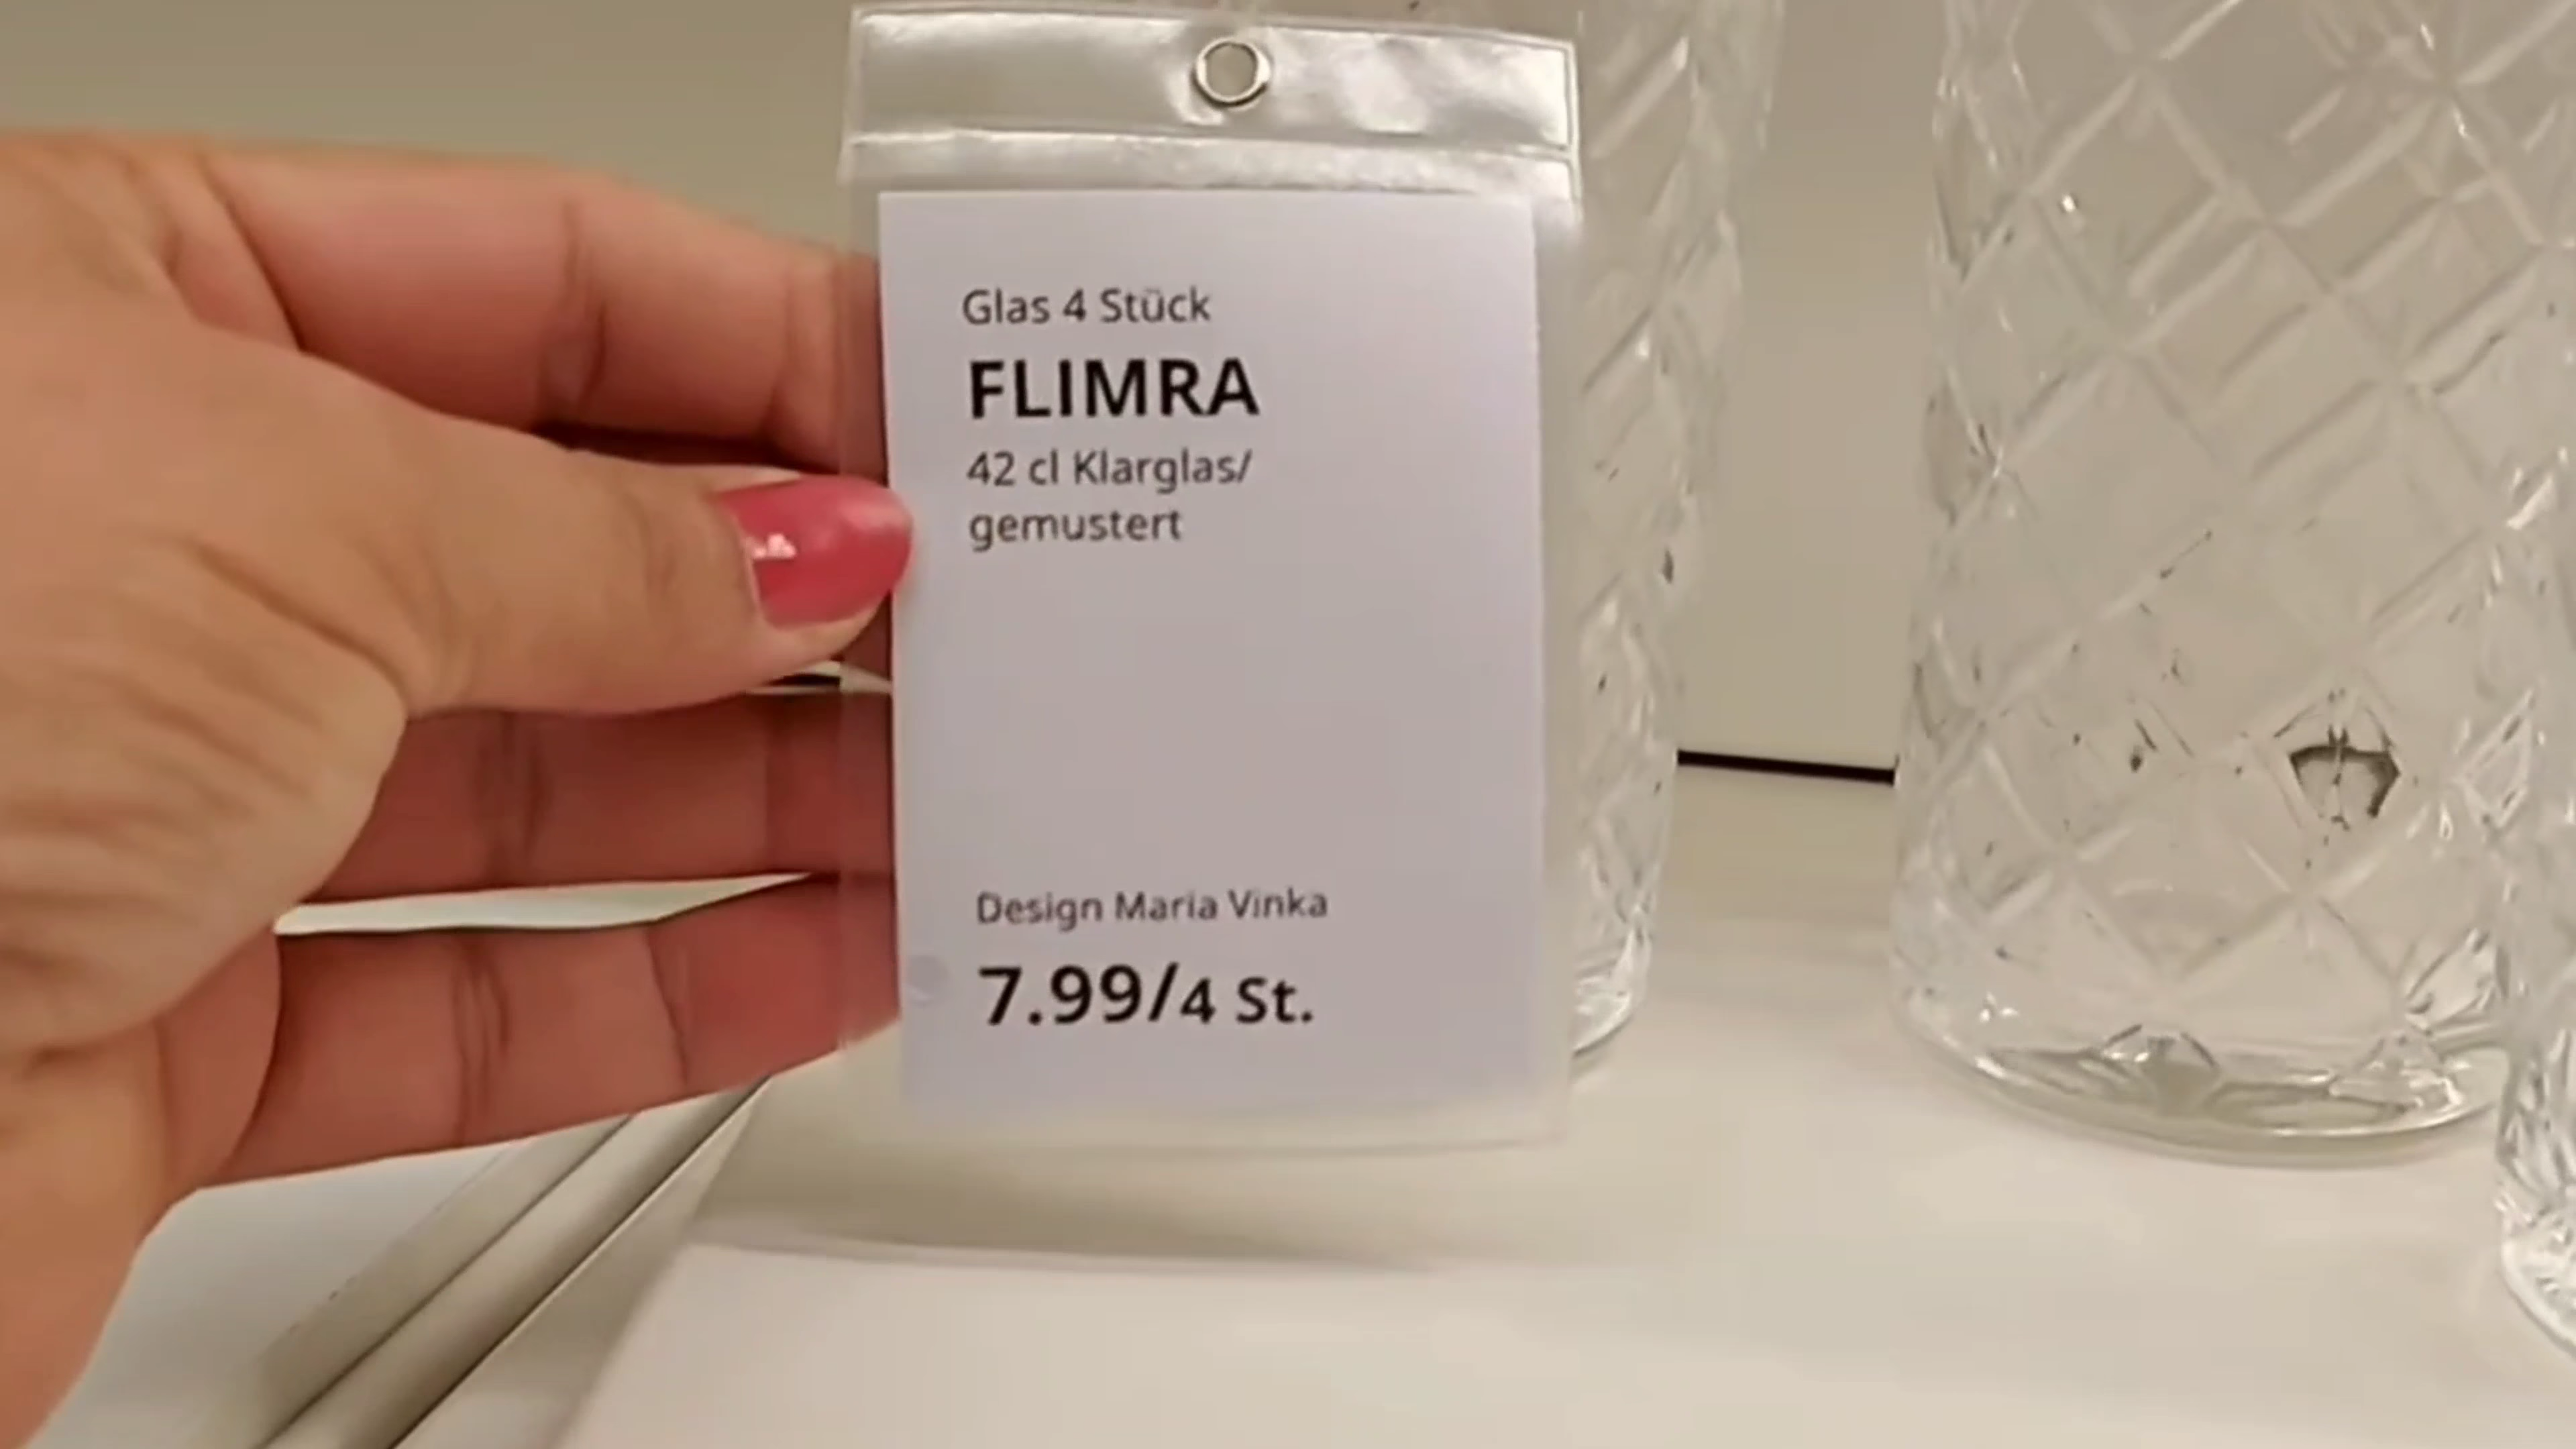 Glas 4 Stück
FLIMRA
42 cl Klarglas/
gemustert
Design Maria Vinka
7.99/4 St.